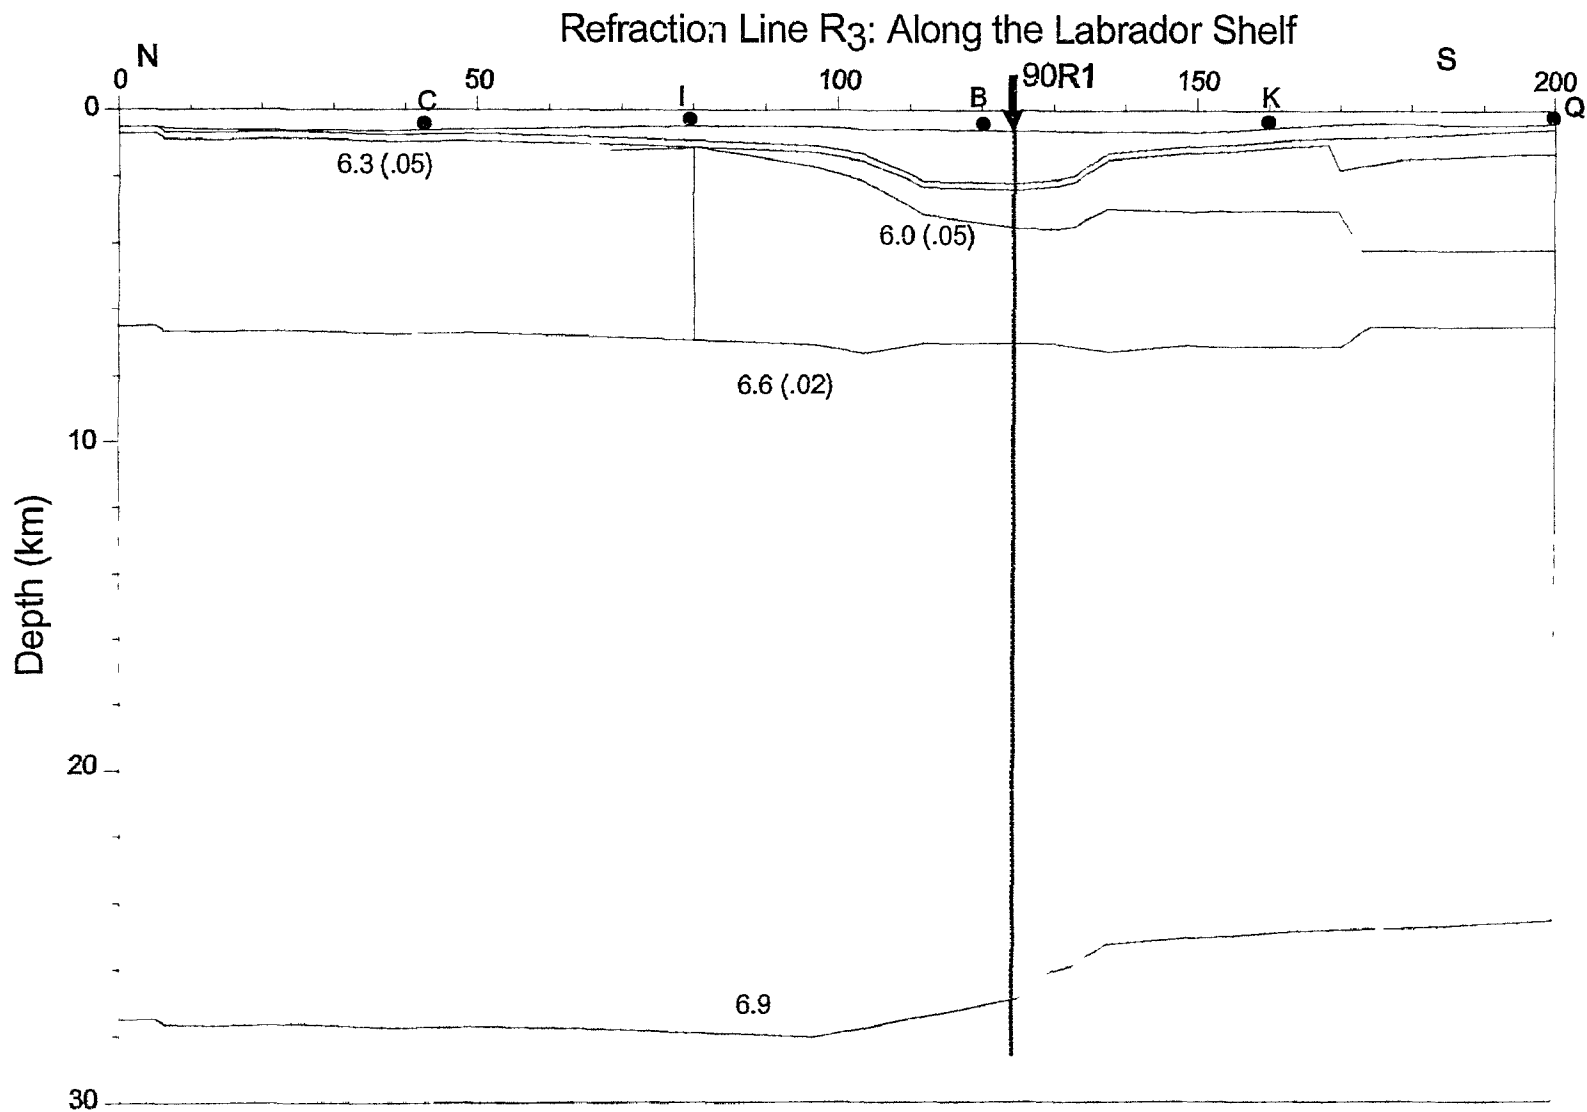 Refraction Line R3: Along the Labrador Shelf
N S
0 50 100 90R1 150 200
0 C I B K Q
6.3 (.05)
6.0 (.05)
6.6 (.02)
10
Depth (km)
20
6.9
30